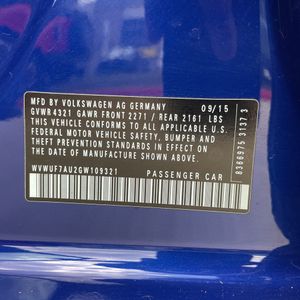 MFD BY VOLKSWAGEN AG GERMANY 09/15
GVWR 4321 GAWR FRONT 2271 / REAR 2161 LBS
THIS VEHICLE CONFORMS TO ALL APPLICABLE
U.S. FEDERAL MOTOR VEHICLE SAFETY, BUMPER AND
THEFT PREVENTION STANDARDS IN EFFECT ON
THE DATE OF MANUFACTURE SHOWN ABOVE.
WVWUF7AU2GW109321 PASSENGER CAR
8366975 31373